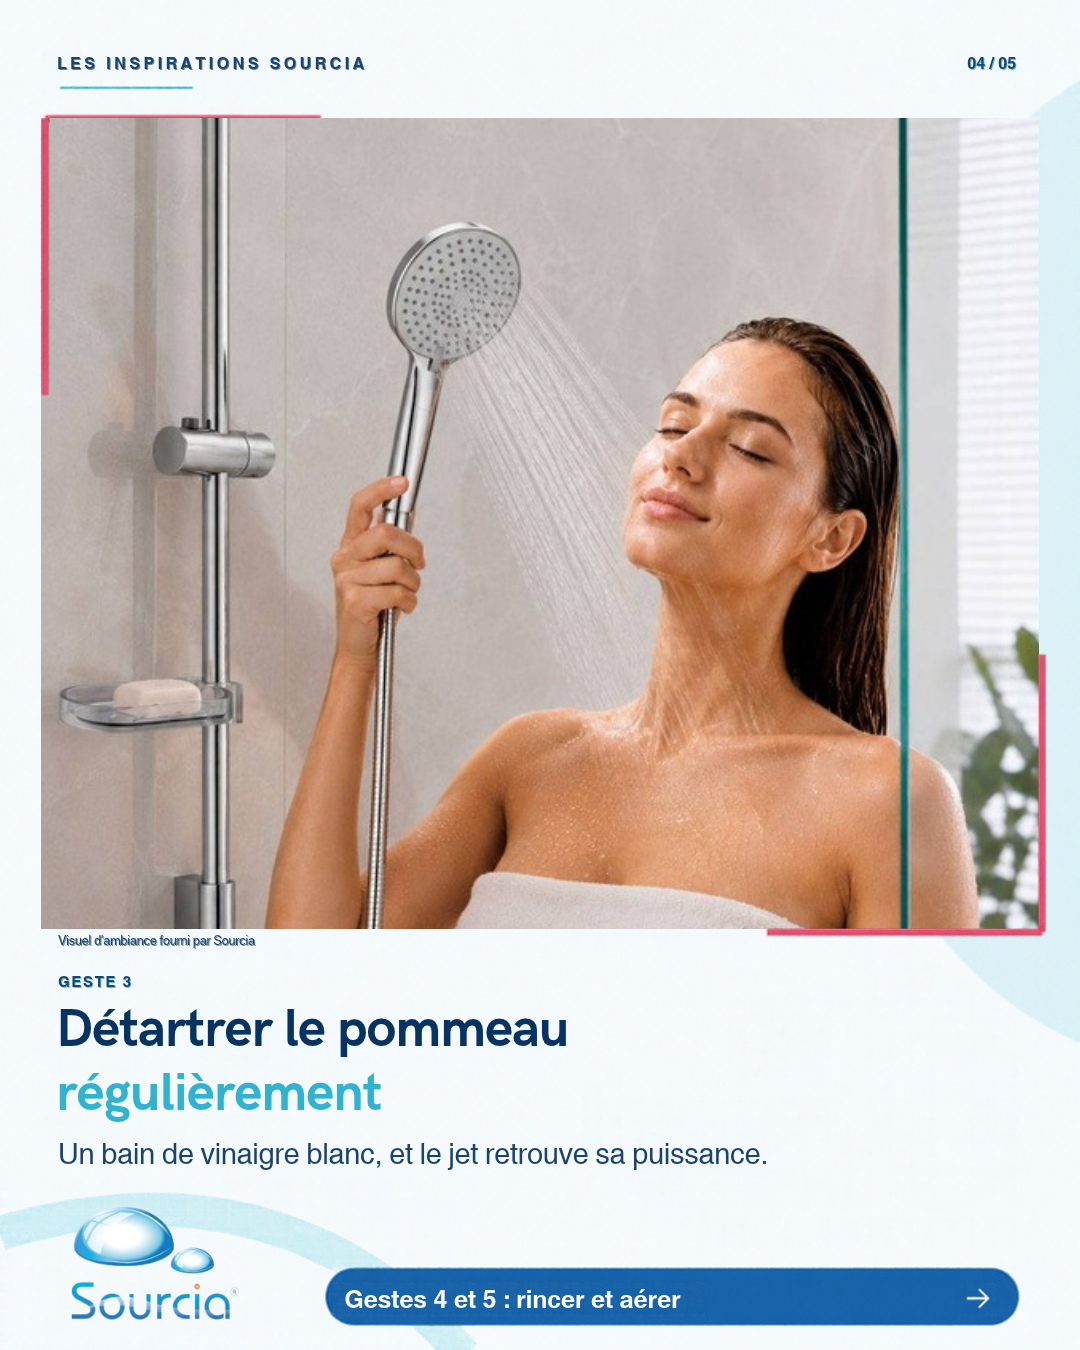 LES INSPIRATIONS SOURCIA
04 / 05
Visuel d'ambiance fourni par Sourcia
GESTE 3
Détartrer le pommeau
régulièrement
Un bain de vinaigre blanc, et le jet retrouve sa puissance.
Sourcia®
Gestes 4 et 5 : rincer et aérer →